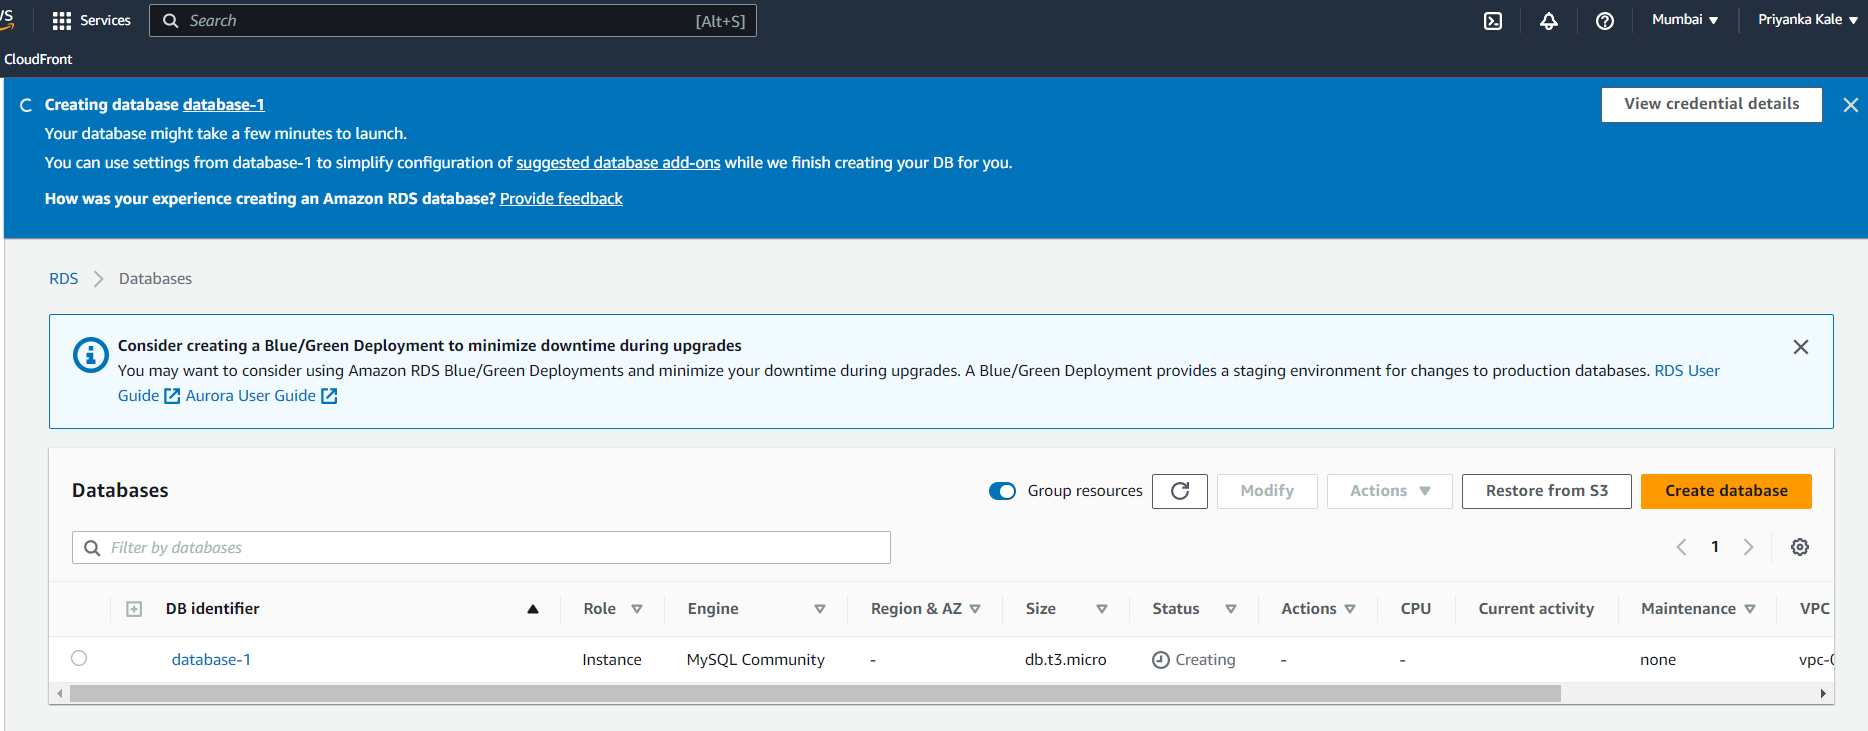 Services
Search
[Alt+S]
Mumbai
Priyanka Kale
CloudFront
Creating database database-1
View credential details
Your database might take a few minutes to launch.
You can use settings from database-1 to simplify configuration of suggested database add-ons while we finish creating your DB for you.
How was your experience creating an Amazon RDS database? Provide feedback
RDS
Databases
Consider creating a Blue/Green Deployment to minimize downtime during upgrades
You may want to consider using Amazon RDS Blue/Green Deployments and minimize your downtime during upgrades. A Blue/Green Deployment provides a staging environment for changes to production databases. RDS User
Guide Aurora User Guide
Databases
Group resources
Modify
Actions
Restore from S3
Create database
Filter by databases
1
DB identifier
Role
Engine
Region & AZ
Size
Status
Actions
CPU
Current activity
Maintenance
VPC
database-1
Instance
MySQL Community
-
db.t3.micro
Creating
-
-
none
vpc-